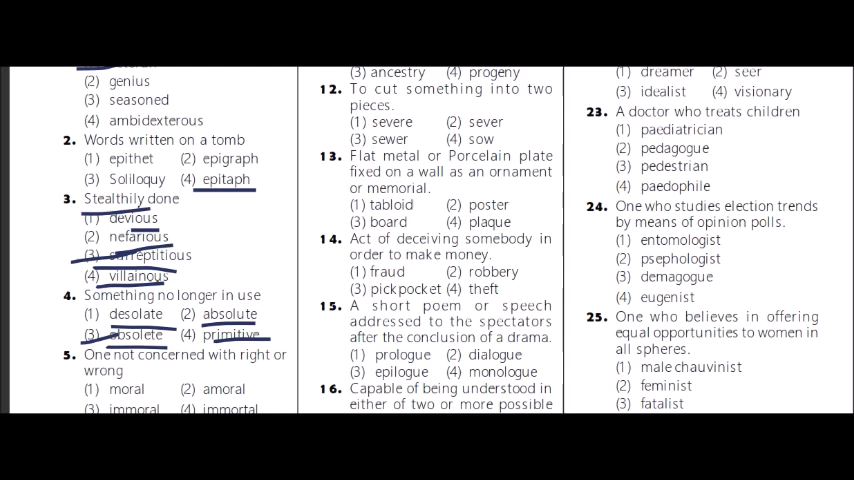 (2) genius
(3) seasoned
(4) ambidexterous
2. Words written on a tomb
(1) epithet (2) epigraph
(3) Soliloquy (4) epitaph
3. Stealthily done
(1) devious
(2) nefarious
(3) surreptitious
(4) villainous
4. Something no longer in use
(1) desolate (2) absolute
(3) obsolete (4) primitive
5. One not concerned with right or
wrong
(1) moral (2) amoral
(3) immoral (4) immortal
(3) ancestry (4) progeny
12. To cut something into two
pieces.
(1) severe (2) sever
(3) sewer (4) sow
13. Flat metal or Porcelain plate
fixed on a wall as an ornament
or memorial.
(1) tabloid (2) poster
(3) board (4) plaque
14. Act of deceiving somebody in
order to make money.
(1) fraud (2) robbery
(3) pickpocket (4) theft
15. A short poem or speech
addressed to the spectators
after the conclusion of a drama.
(1) prologue (2) dialogue
(3) epilogue (4) monologue
16. Capable of being understood in
either of two or more possible
(1) dreamer (2) seer
(3) idealist (4) visionary
23. A doctor who treats children
(1) paediatrician
(2) pedagogue
(3) pedestrian
(4) paedophile
24. One who studies election trends
by means of opinion polls.
(1) entomologist
(2) psephologist
(3) demagogue
(4) eugenist
25. One who believes in offering
equal opportunities to women in
all spheres.
(1) male chauvinist
(2) feminist
(3) fatalist